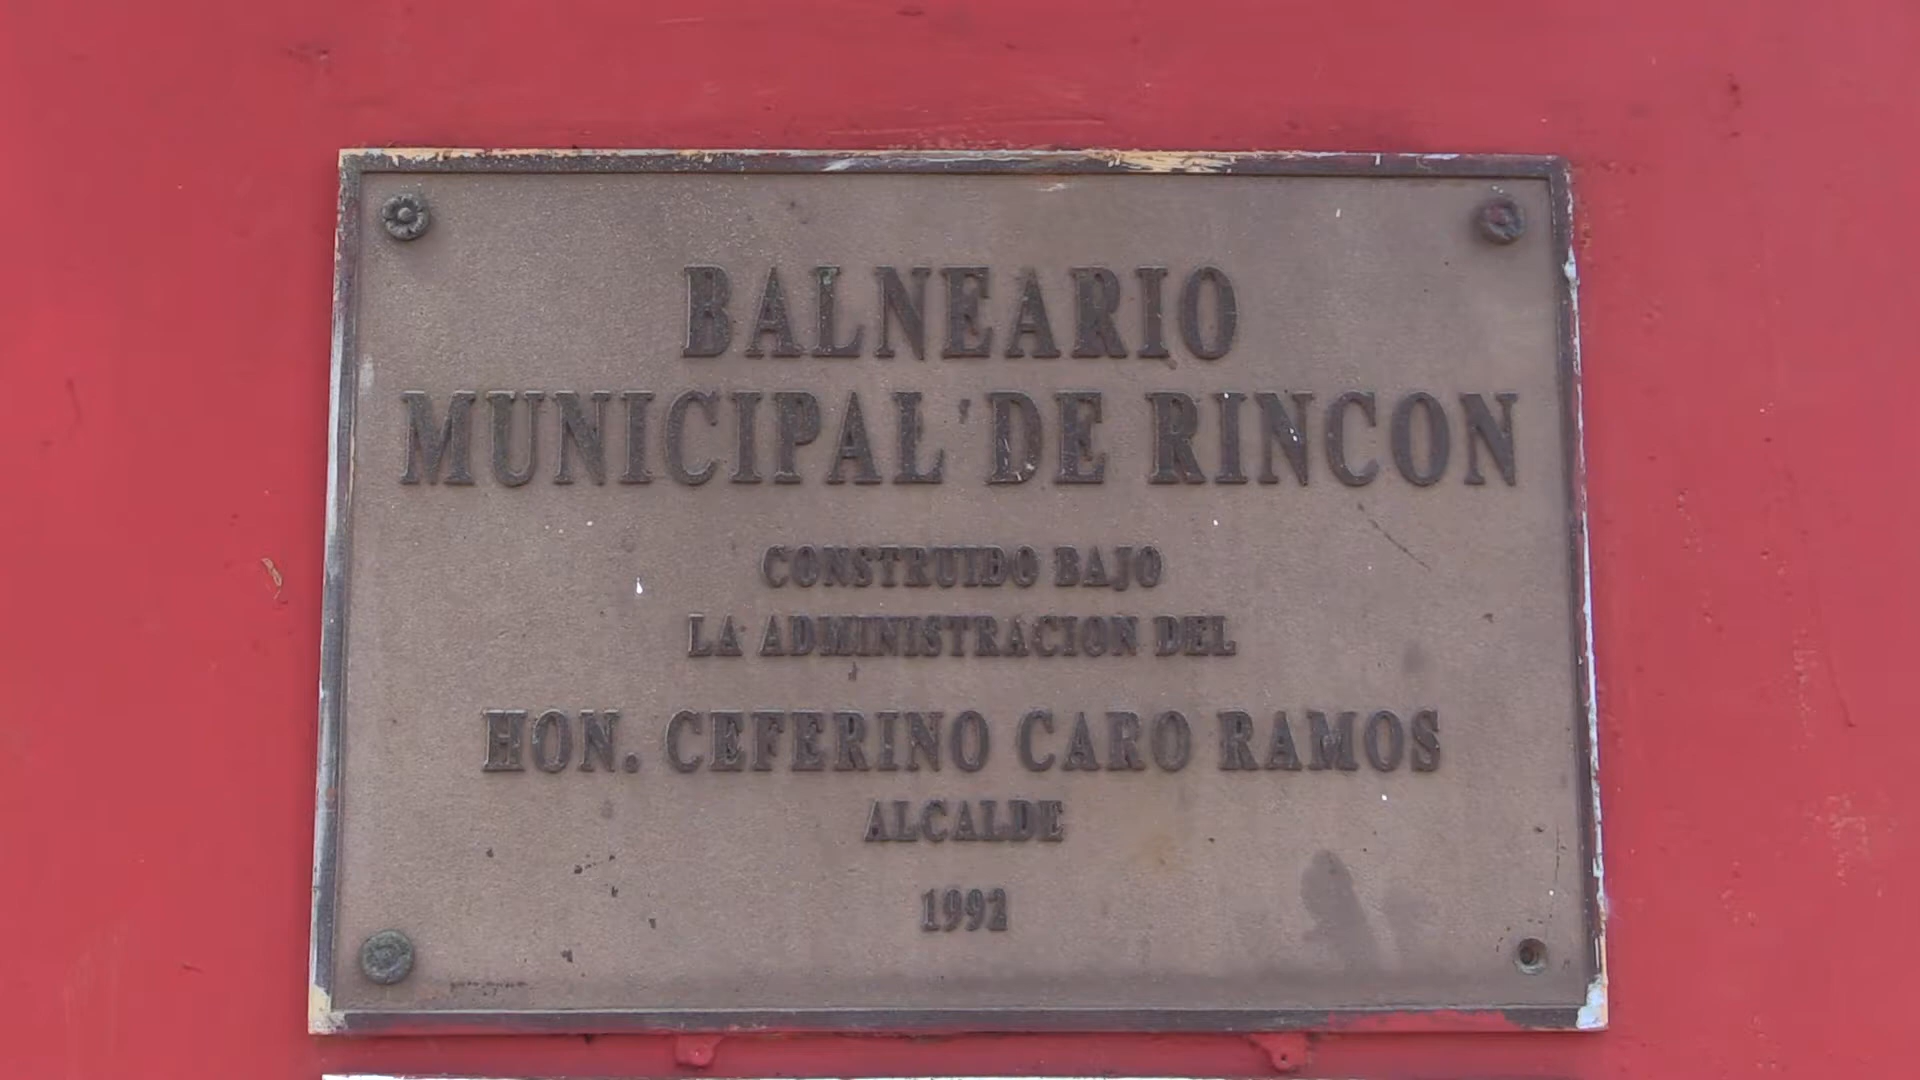 BALNEARIO
MUNICIPAL DE RINCON
CONSTRUIDO BAJO
LA ADMINISTRACION DEL
HON. CEFERINO CARO RAMOS
ALCALDE
1992